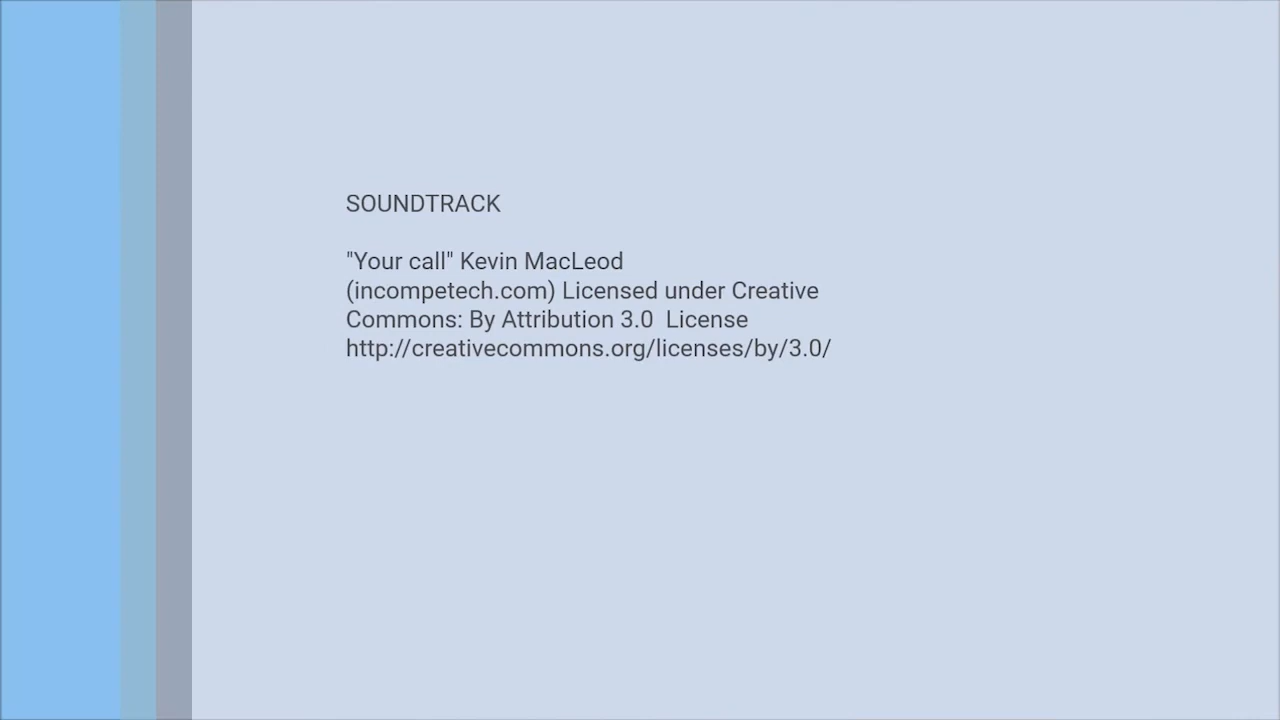 SOUNDTRACK
"Your call" Kevin MacLeod
(incompetech.com) Licensed under Creative
Commons: By Attribution 3.0  License
http://creativecommons.org/licenses/by/3.0/